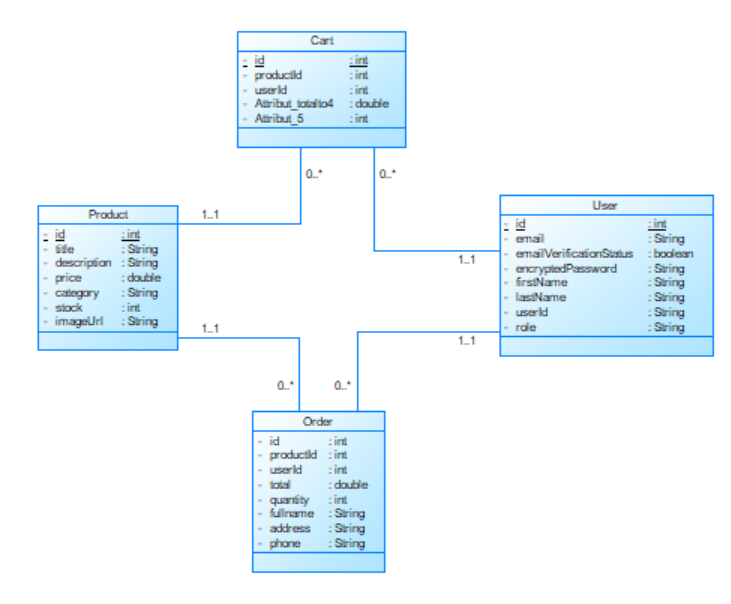 Cart
- id : int
- productId : int
- userId : int
- Attribut_totalto4 : double
- Attribut_5 : int
0..*
0..*
Product
- id : int
- title : String
- description : String
- price : double
- category : String
- stock : int
- imageUrl : String
1..1
1..1
User
- id : int
- email : String
- emailVerificationStatus : boolean
- encryptedPassword : String
- firstName : String
- lastName : String
- userId : String
- role : String
1..1
1..1
0..*
0..*
Order
- id : int
- productId : int
- userId : int
- total : double
- quantity : int
- fullname : String
- address : String
- phone : String